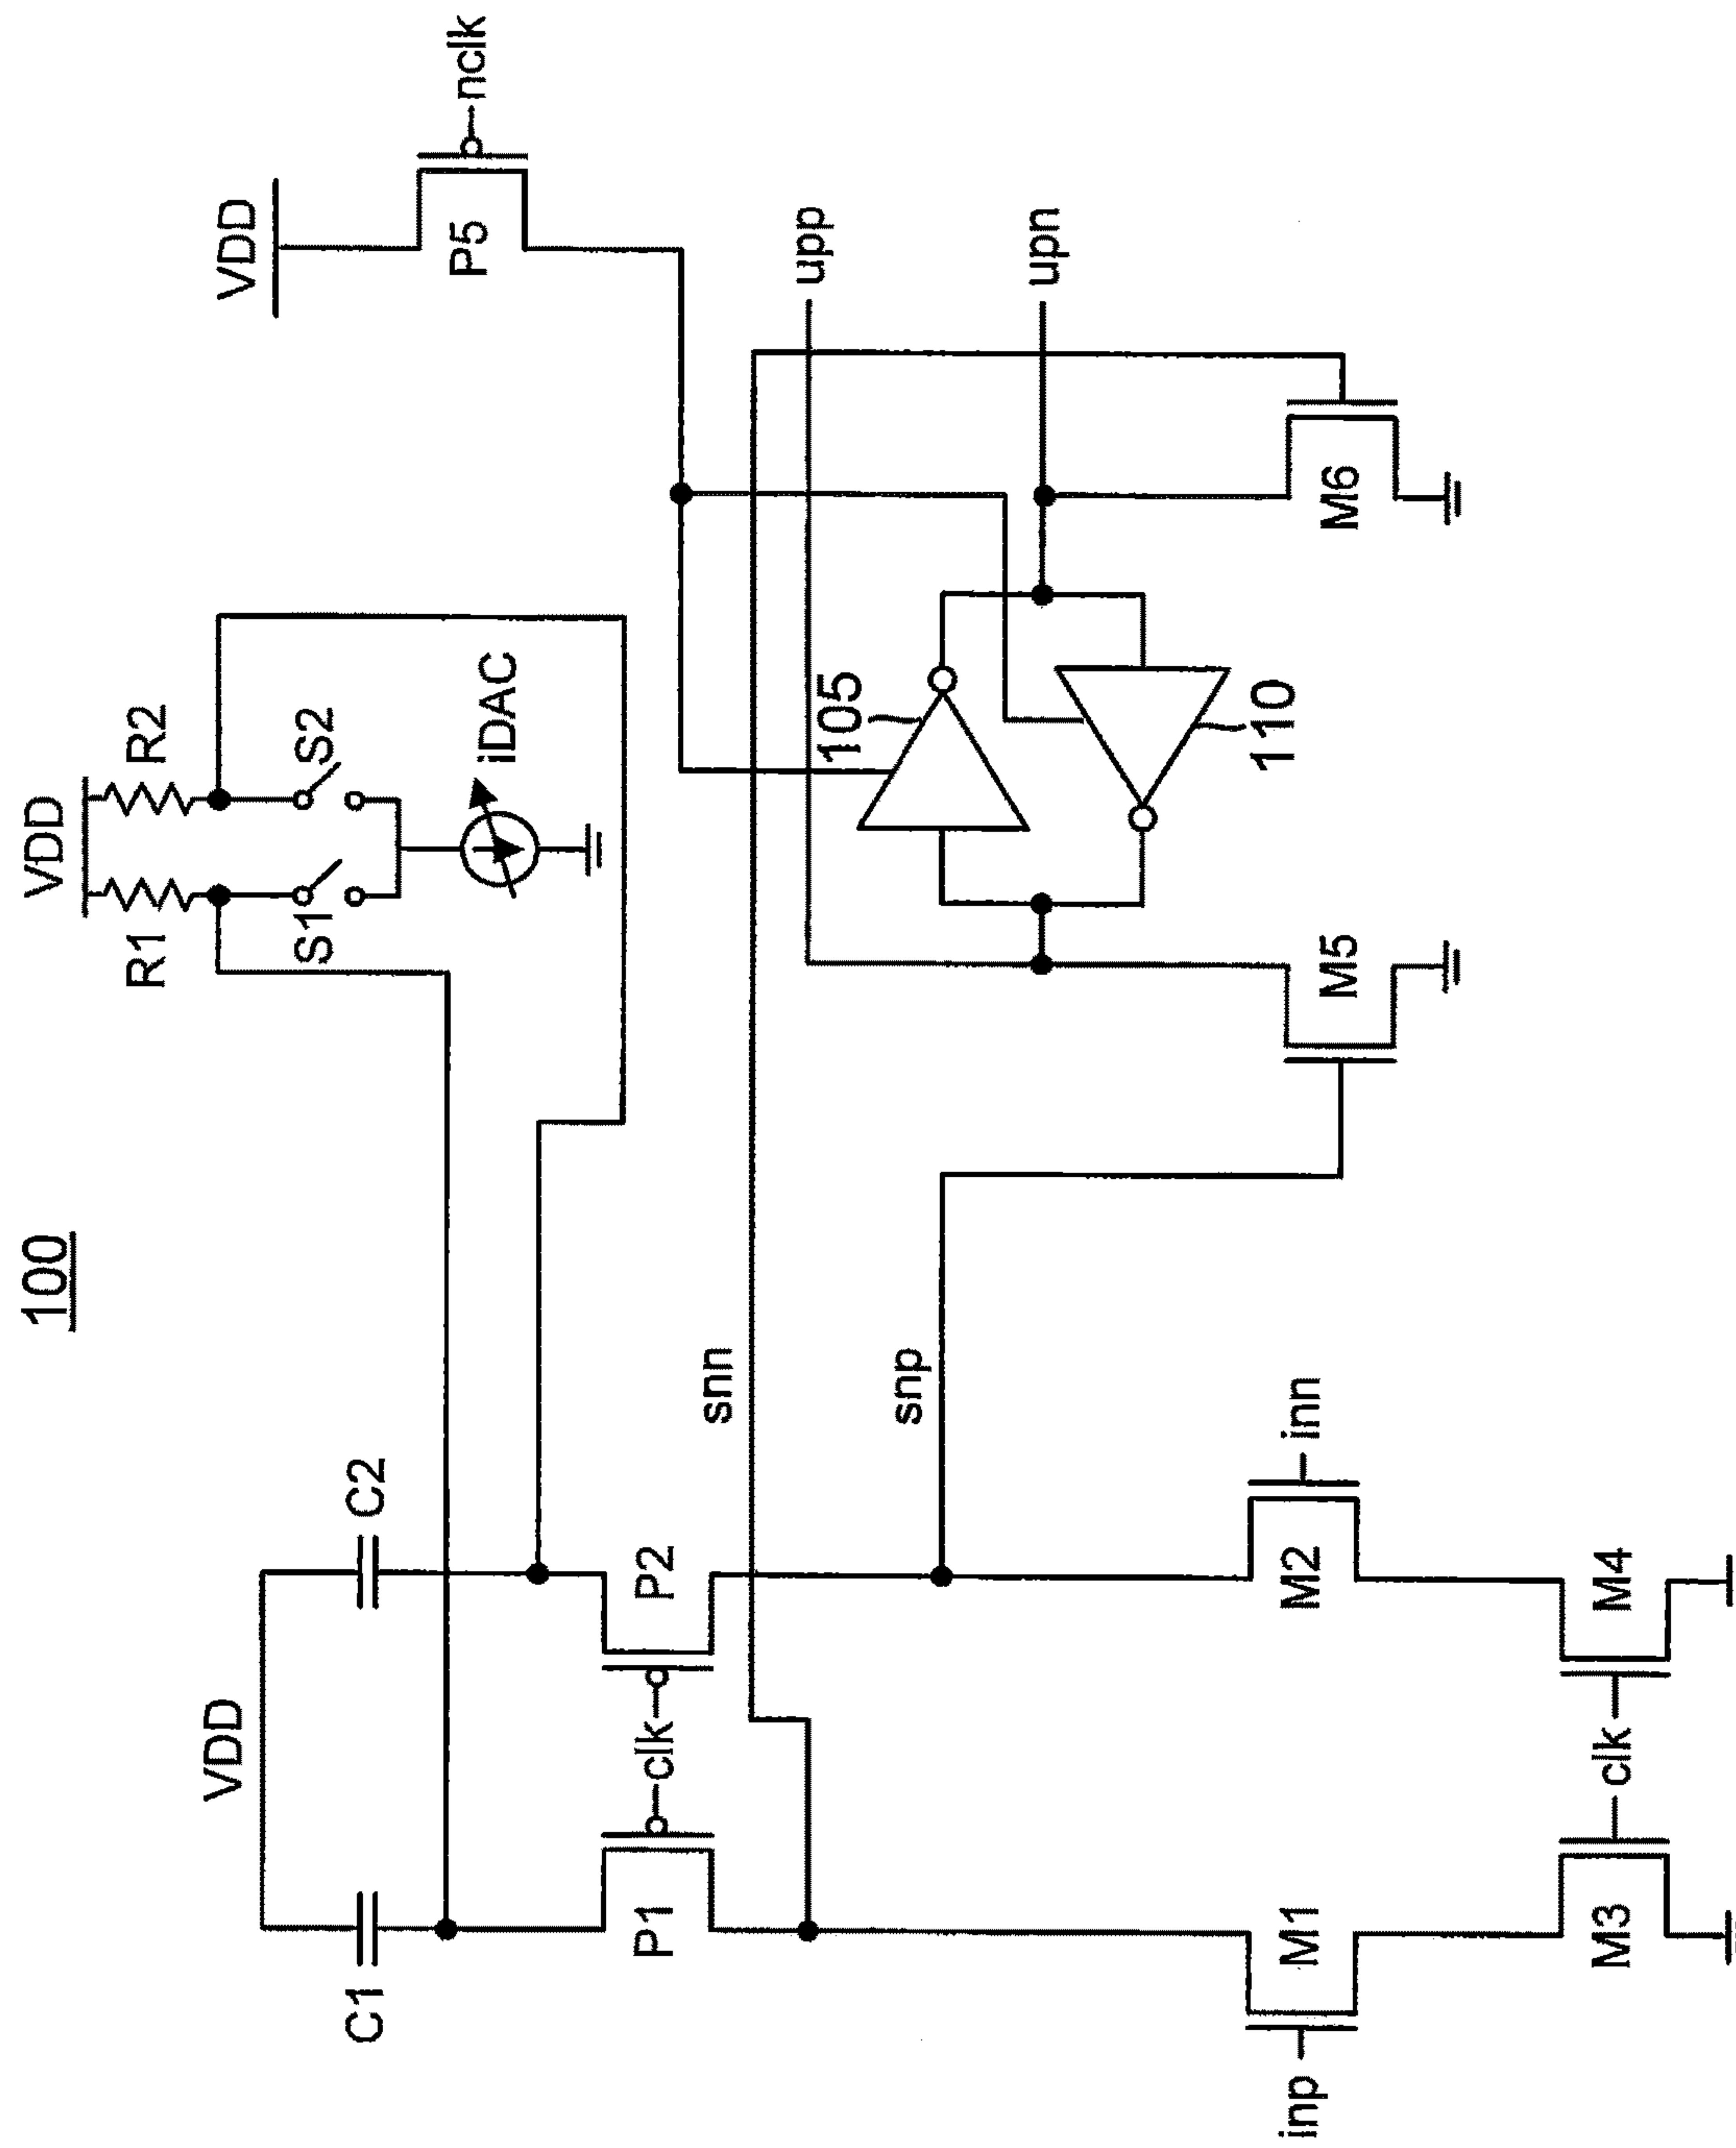 100
VDD
R1
R2
S1
S2
iDAC
VDD
P5
nclk
VDD
C1
C2
P1
clk
P2
snn
snp
upp
upn
105
110
inp
M1
M2
inn
M3
clk
M4
M5
M6